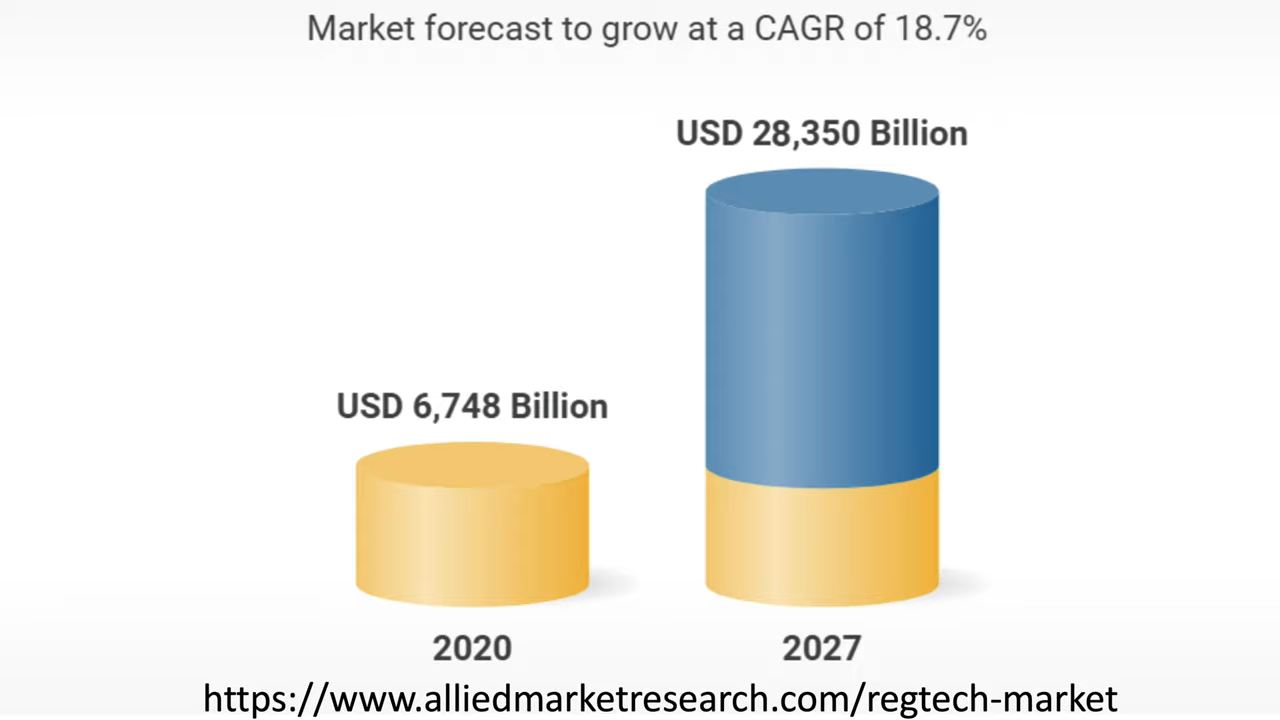 Market forecast to grow at a CAGR of 18.7%
USD 28,350 Billion
USD 6,748 Billion
2020 2027
https://www.alliedmarketresearch.com/regtech-market